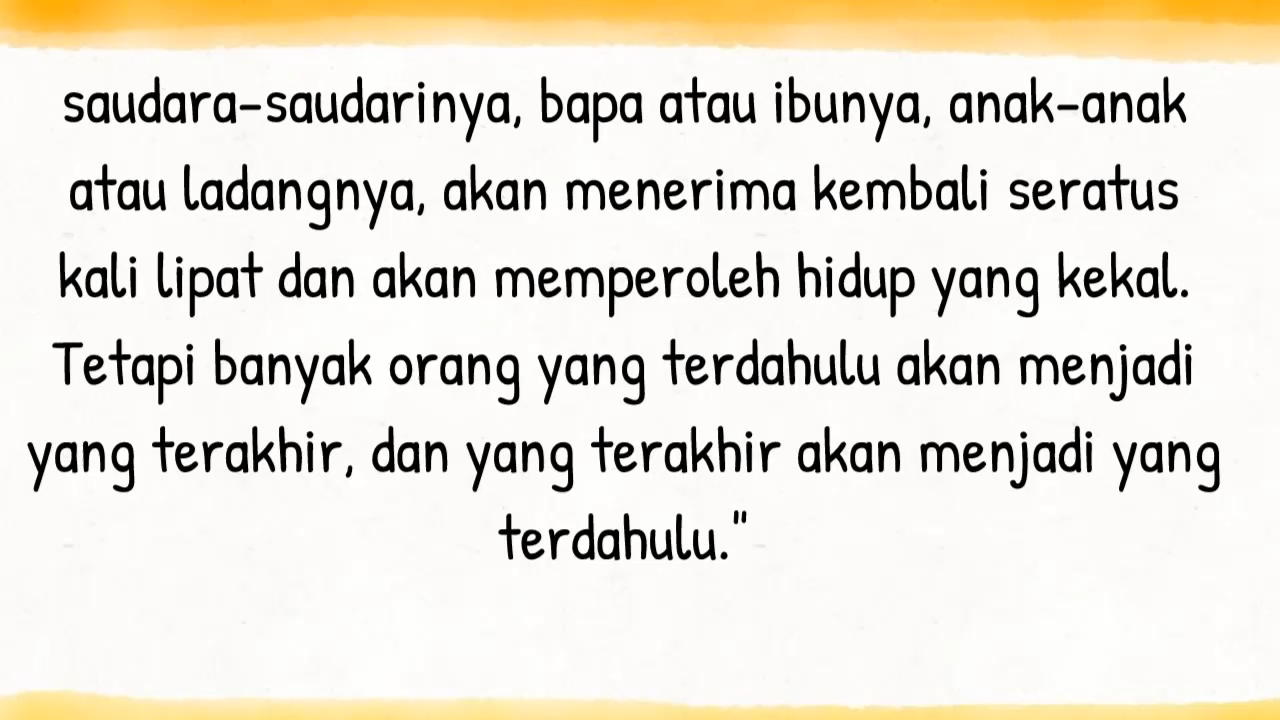 saudara-saudarinya, bapa atau ibunya, anak-anak
atau ladangnya, akan menerima kembali seratus
kali lipat dan akan memperoleh hidup yang kekal.
Tetapi banyak orang yang terdahulu akan menjadi
yang terakhir, dan yang terakhir akan menjadi yang
terdahulu."